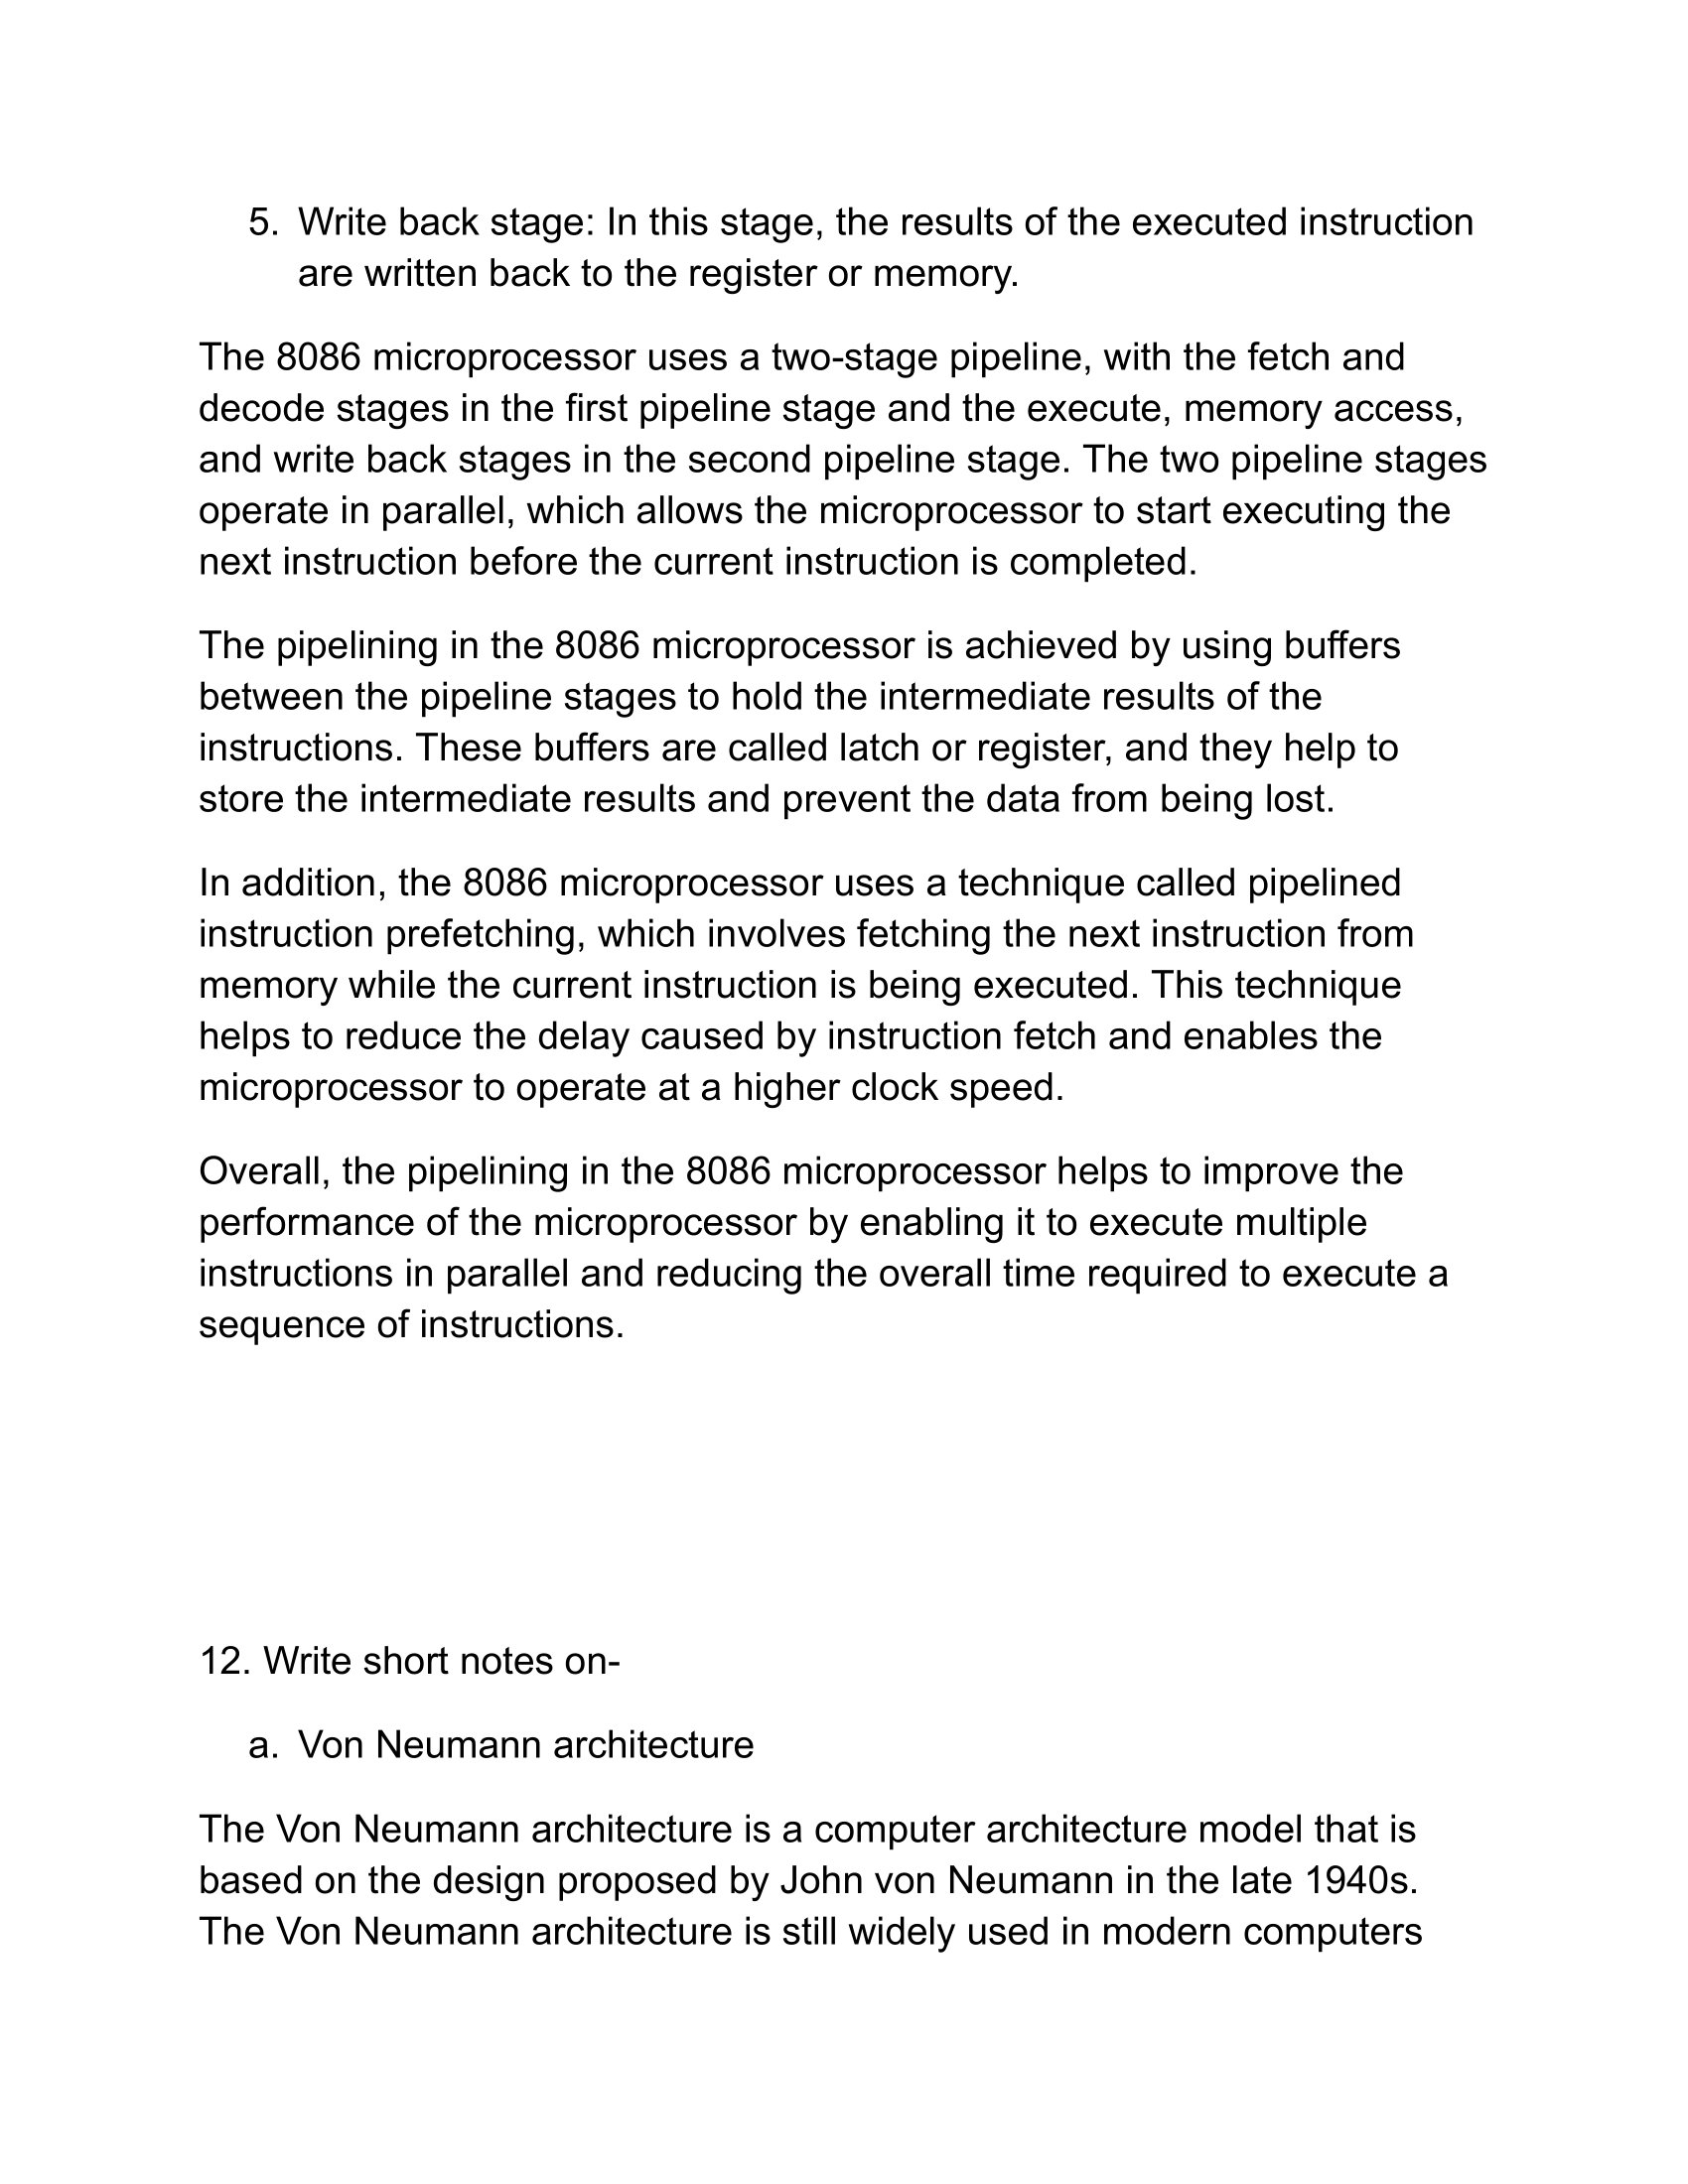 5. Write back stage: In this stage, the results of the executed instruction
are written back to the register or memory.
The 8086 microprocessor uses a two-stage pipeline, with the fetch and
decode stages in the first pipeline stage and the execute, memory access,
and write back stages in the second pipeline stage. The two pipeline stages
operate in parallel, which allows the microprocessor to start executing the
next instruction before the current instruction is completed.
The pipelining in the 8086 microprocessor is achieved by using buffers
between the pipeline stages to hold the intermediate results of the
instructions. These buffers are called latch or register, and they help to
store the intermediate results and prevent the data from being lost.
In addition, the 8086 microprocessor uses a technique called pipelined
instruction prefetching, which involves fetching the next instruction from
memory while the current instruction is being executed. This technique
helps to reduce the delay caused by instruction fetch and enables the
microprocessor to operate at a higher clock speed.
Overall, the pipelining in the 8086 microprocessor helps to improve the
performance of the microprocessor by enabling it to execute multiple
instructions in parallel and reducing the overall time required to execute a
sequence of instructions.
12. Write short notes on-
a. Von Neumann architecture
The Von Neumann architecture is a computer architecture model that is
based on the design proposed by John von Neumann in the late 1940s.
The Von Neumann architecture is still widely used in modern computers